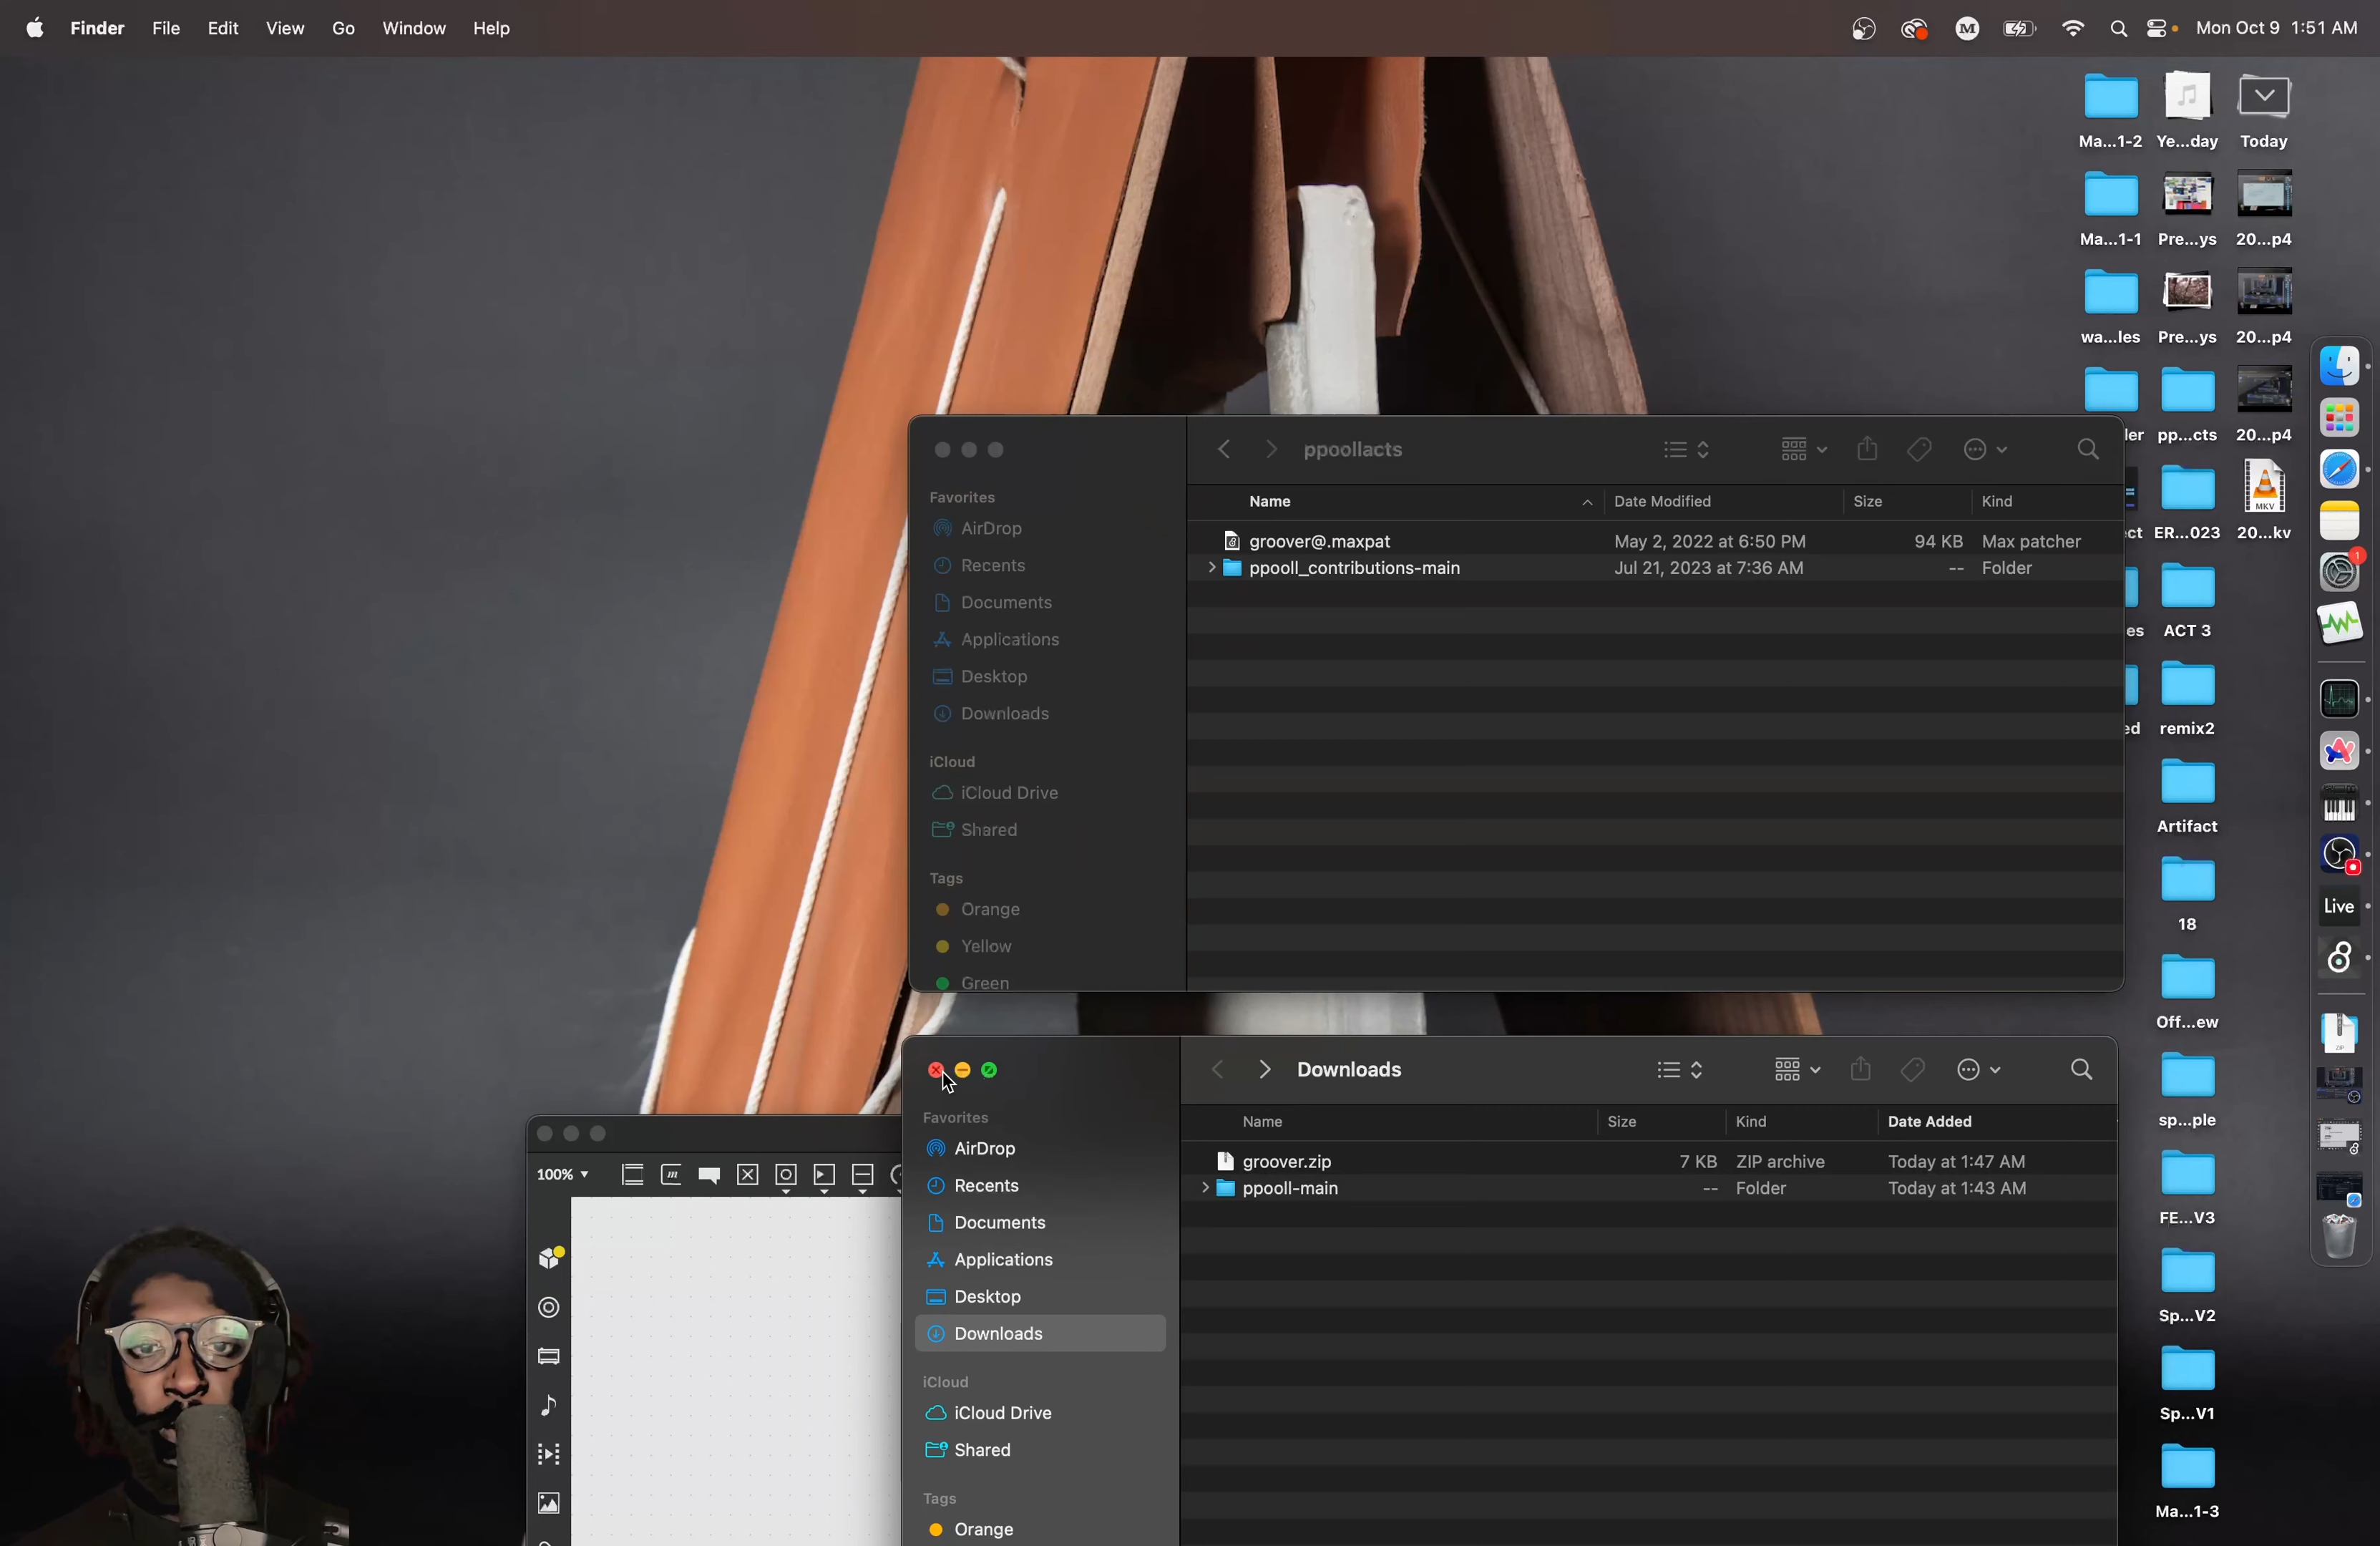 Finder File Edit View Go Window Help
M
Mon Oct 9 1:51 AM
Ma...1-2 Ye...day Today
Ma...1-1 Pre...ys 20...p4
wa...les Pre...ys 20...p4
ler pp...cts 20...p4
MKV
ct ER...023 20...kv
es ACT 3
ed remix2
Artifact
18
Off...ew
sp...ple
FE...V3
Sp...V2
Sp...V1
Ma...1-3
1
Live
ZIP
ppoollacts
Favorites
AirDrop
Recents
Documents
Applications
Desktop
Downloads
iCloud
iCloud Drive
Shared
Tags
Orange
Yellow
Green
Name Date Modified Size Kind
groover@.maxpat May 2, 2022 at 6:50 PM 94 KB Max patcher
ppooll_contributions-main Jul 21, 2023 at 7:36 AM -- Folder
Downloads
Favorites
AirDrop
Recents
Documents
Applications
Desktop
Downloads
iCloud
iCloud Drive
Shared
Tags
Orange
Name Size Kind Date Added
groover.zip 7 KB ZIP archive Today at 1:47 AM
ppooll-main -- Folder Today at 1:43 AM
100%
m